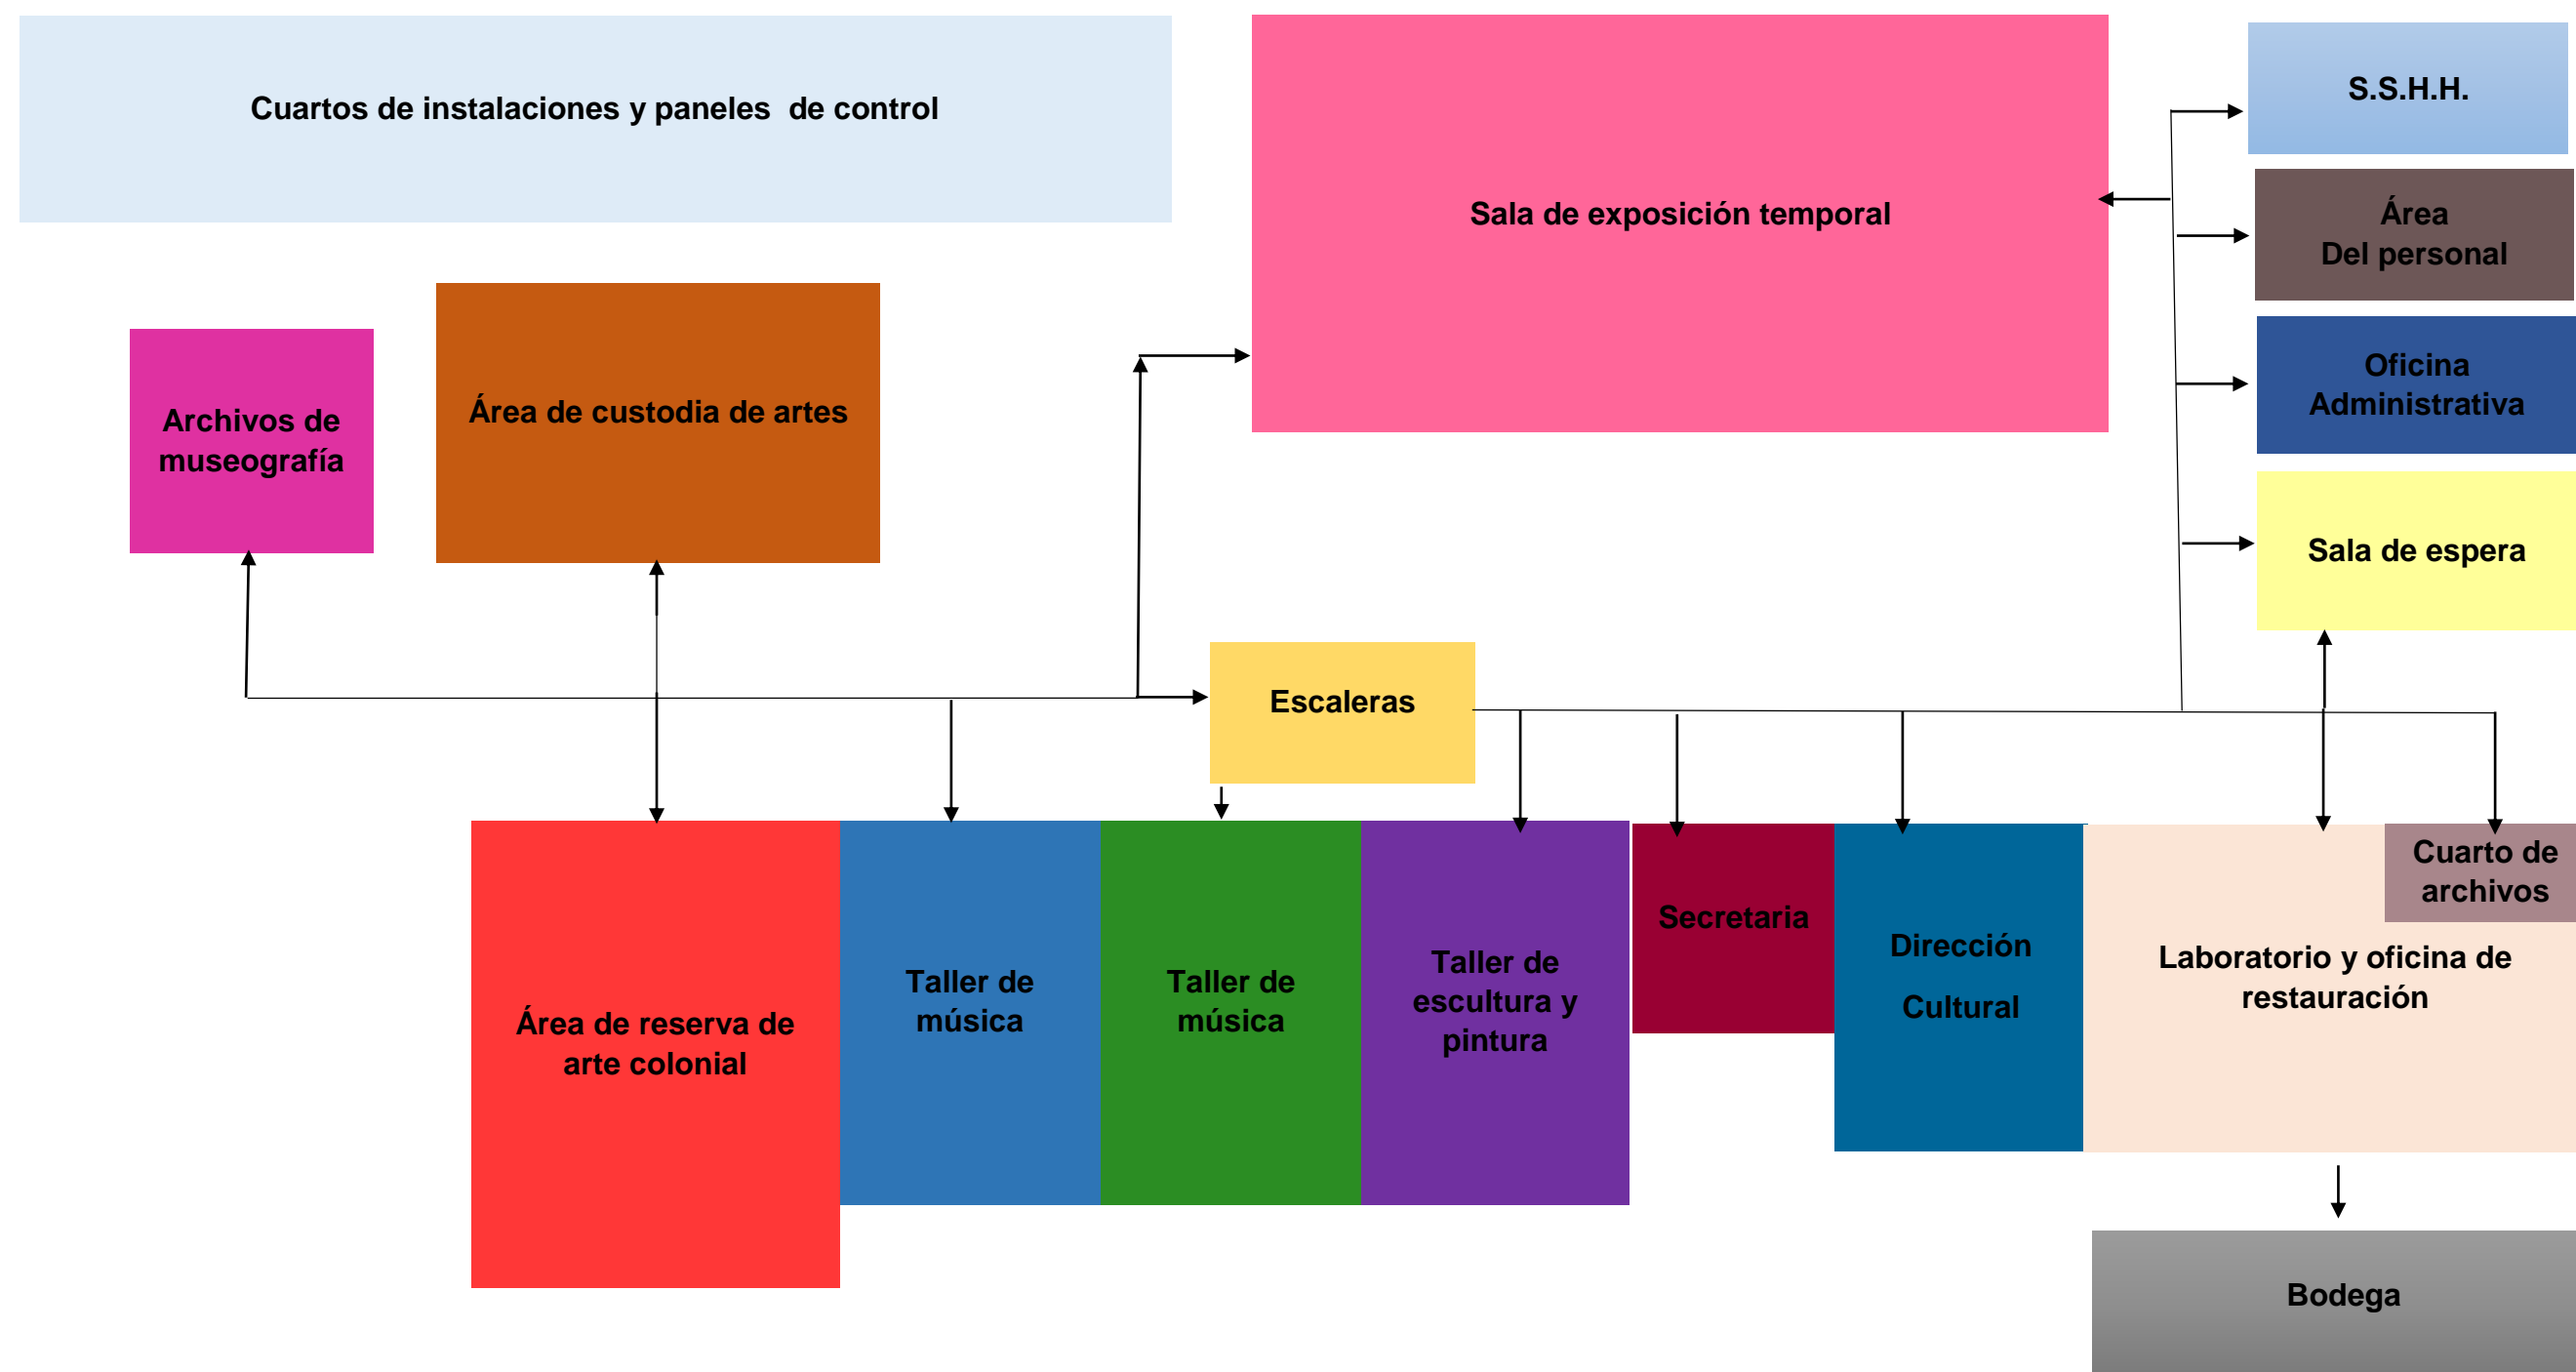 Cuartos de instalaciones y paneles  de control
Sala de exposición temporal
S.S.H.H.
Área
Del personal
Oficina
Administrativa
Sala de espera
Archivos de
museografía
Área de custodia de artes
Escaleras
Área de reserva de
arte colonial
Taller de
música
Taller de
música
Taller de
escultura y
pintura
Secretaria
Dirección
Cultural
Cuarto de
archivos
Laboratorio y oficina de
restauración
Bodega